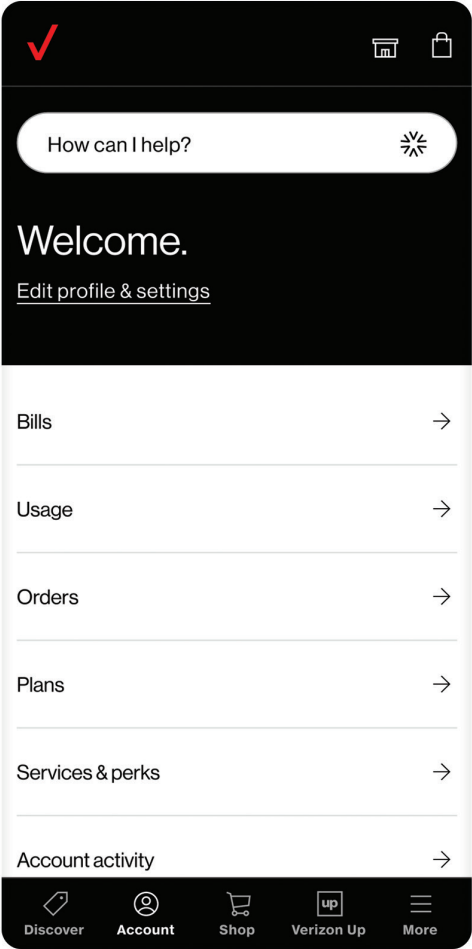 How can I help?
Welcome.
Edit profile & settings
Bills
Usage
Orders
Plans
Services & perks
Account activity
up
Discover Account Shop Verizon Up More